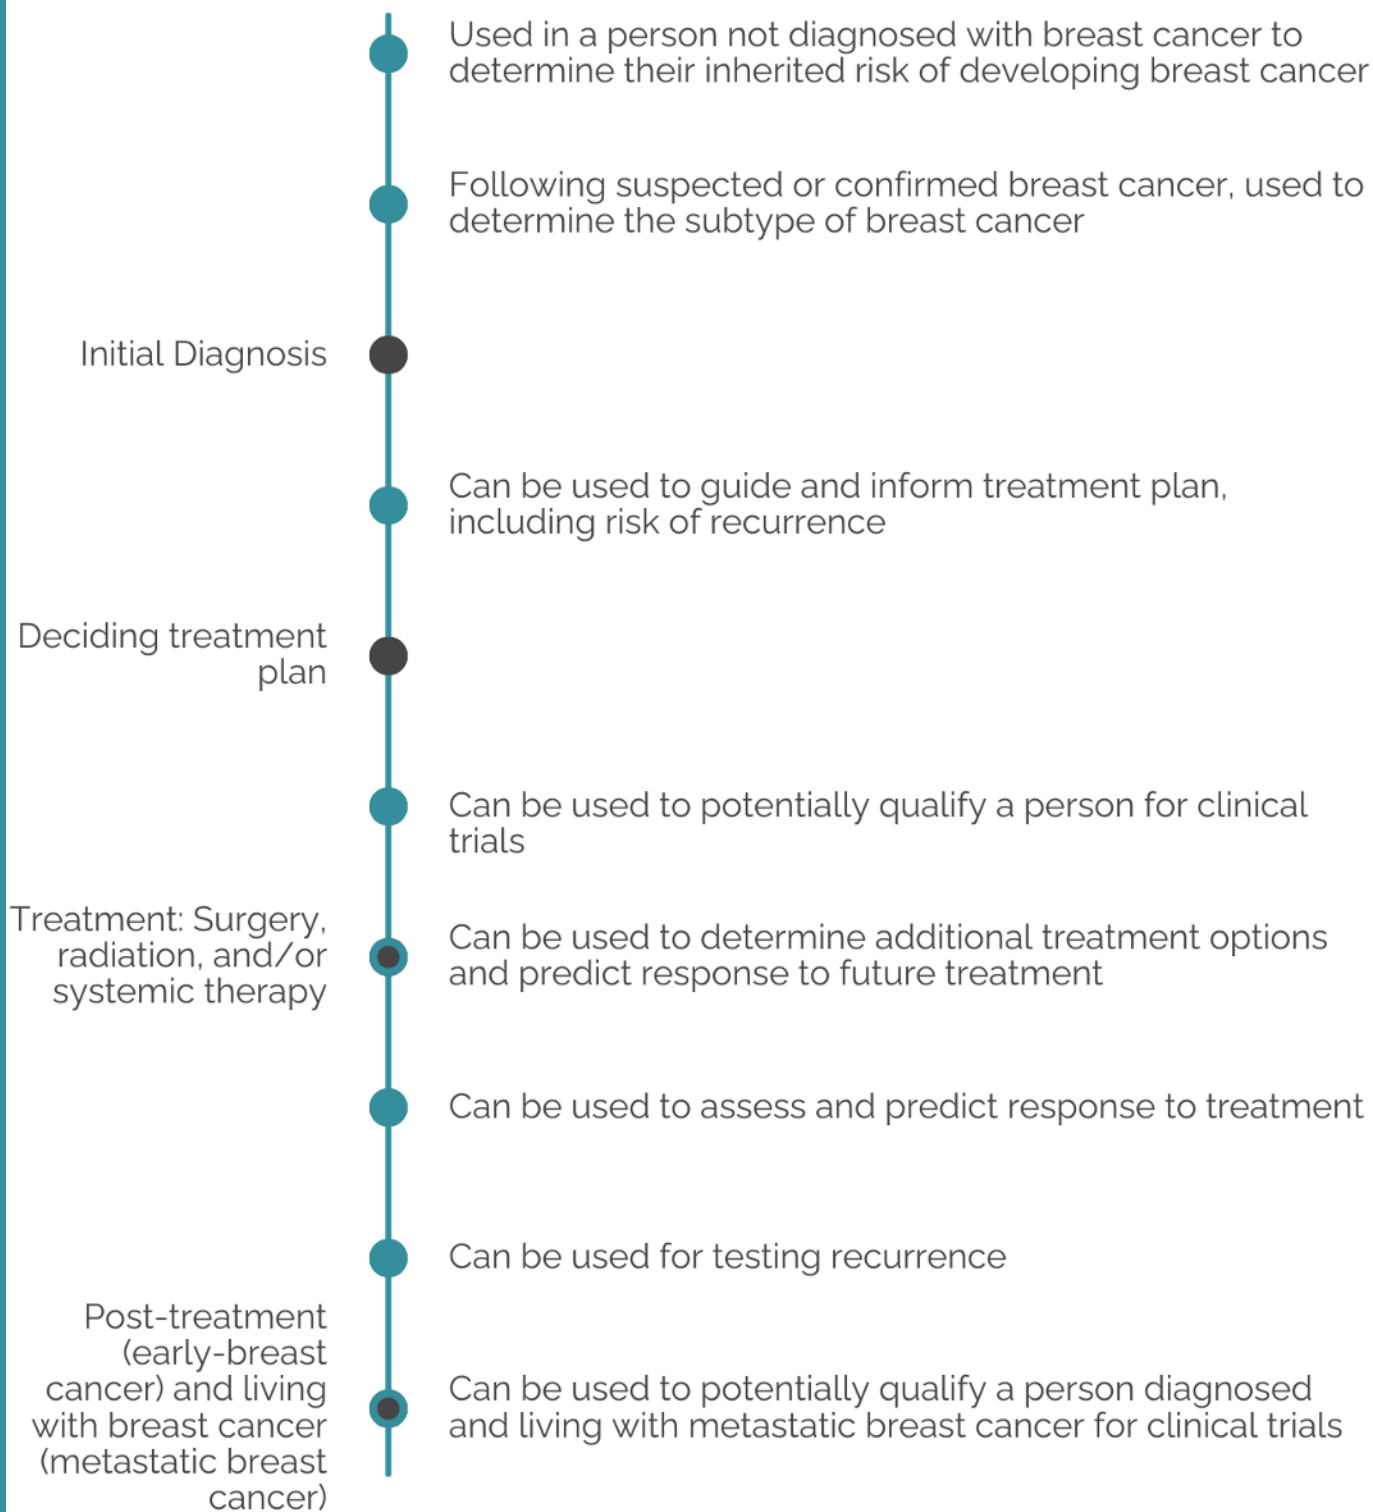 Used in a person not diagnosed with breast cancer to
determine their inherited risk of developing breast cancer
Following suspected or confirmed breast cancer, used to
determine the subtype of breast cancer
Initial Diagnosis
Can be used to guide and inform treatment plan,
including risk of recurrence
Deciding treatment
plan
Can be used to potentially qualify a person for clinical
trials
Treatment: Surgery,
radiation, and/or
systemic therapy
Can be used to determine additional treatment options
and predict response to future treatment
Can be used to assess and predict response to treatment
Can be used for testing recurrence
Post-treatment
(early-breast
cancer) and living
with breast cancer
(metastatic breast
cancer)
Can be used to potentially qualify a person diagnosed
and living with metastatic breast cancer for clinical trials